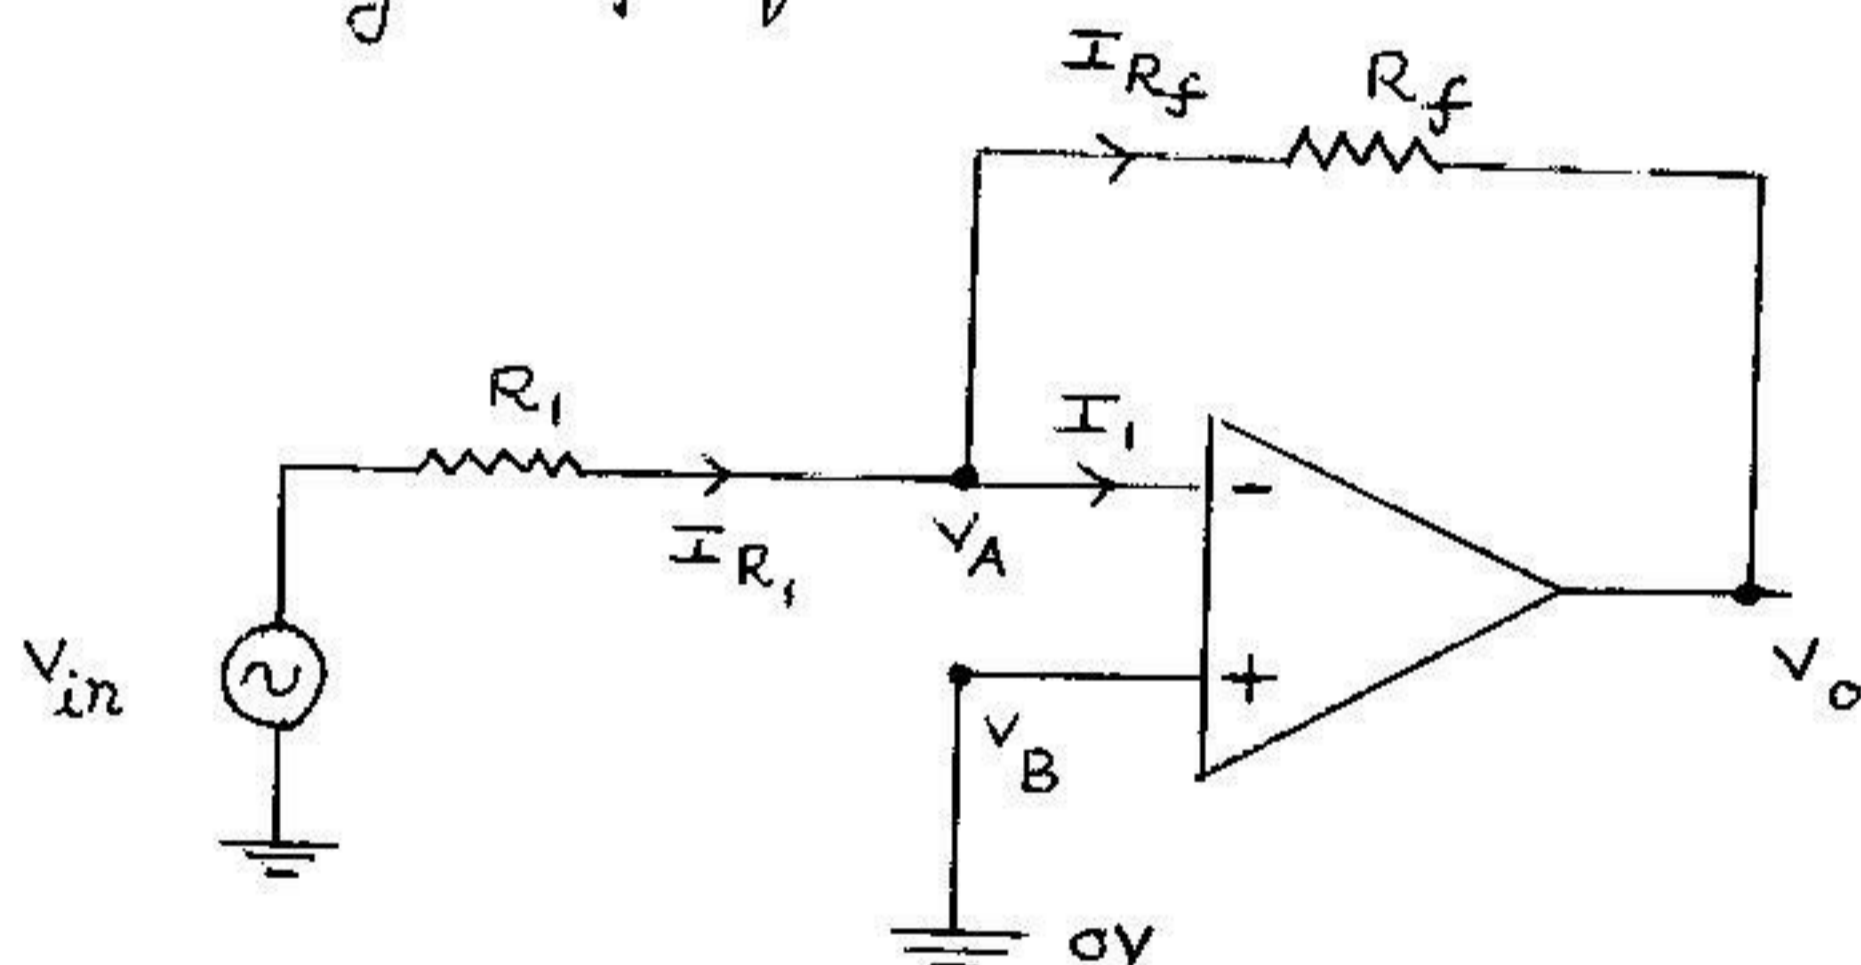 I_Rf R_f
R_1 I_1
I_R1 V_A -
V_in + V_o
V_B
0V